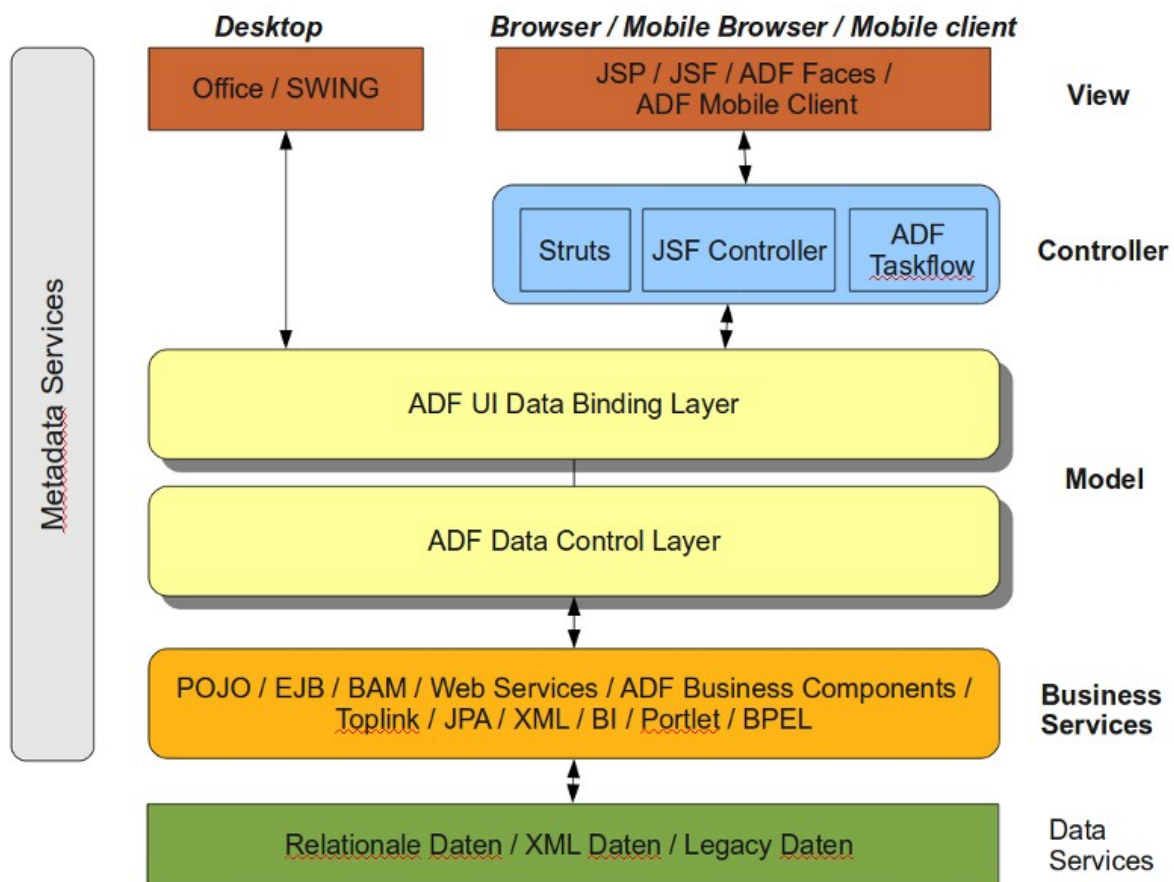 Desktop
Browser / Mobile Browser / Mobile client
Office / SWING
JSP / JSF / ADF Faces /
ADF Mobile Client
View
Struts
JSF Controller
ADF
Taskflow
Controller
Metadata Services
ADF UI Data Binding Layer
Model
ADF Data Control Layer
POJO / EJB / BAM / Web Services / ADF Business Components /
Toplink / JPA / XML / BI / Portlet / BPEL
Business
Services
Relationale Daten / XML Daten / Legacy Daten
Data
Services